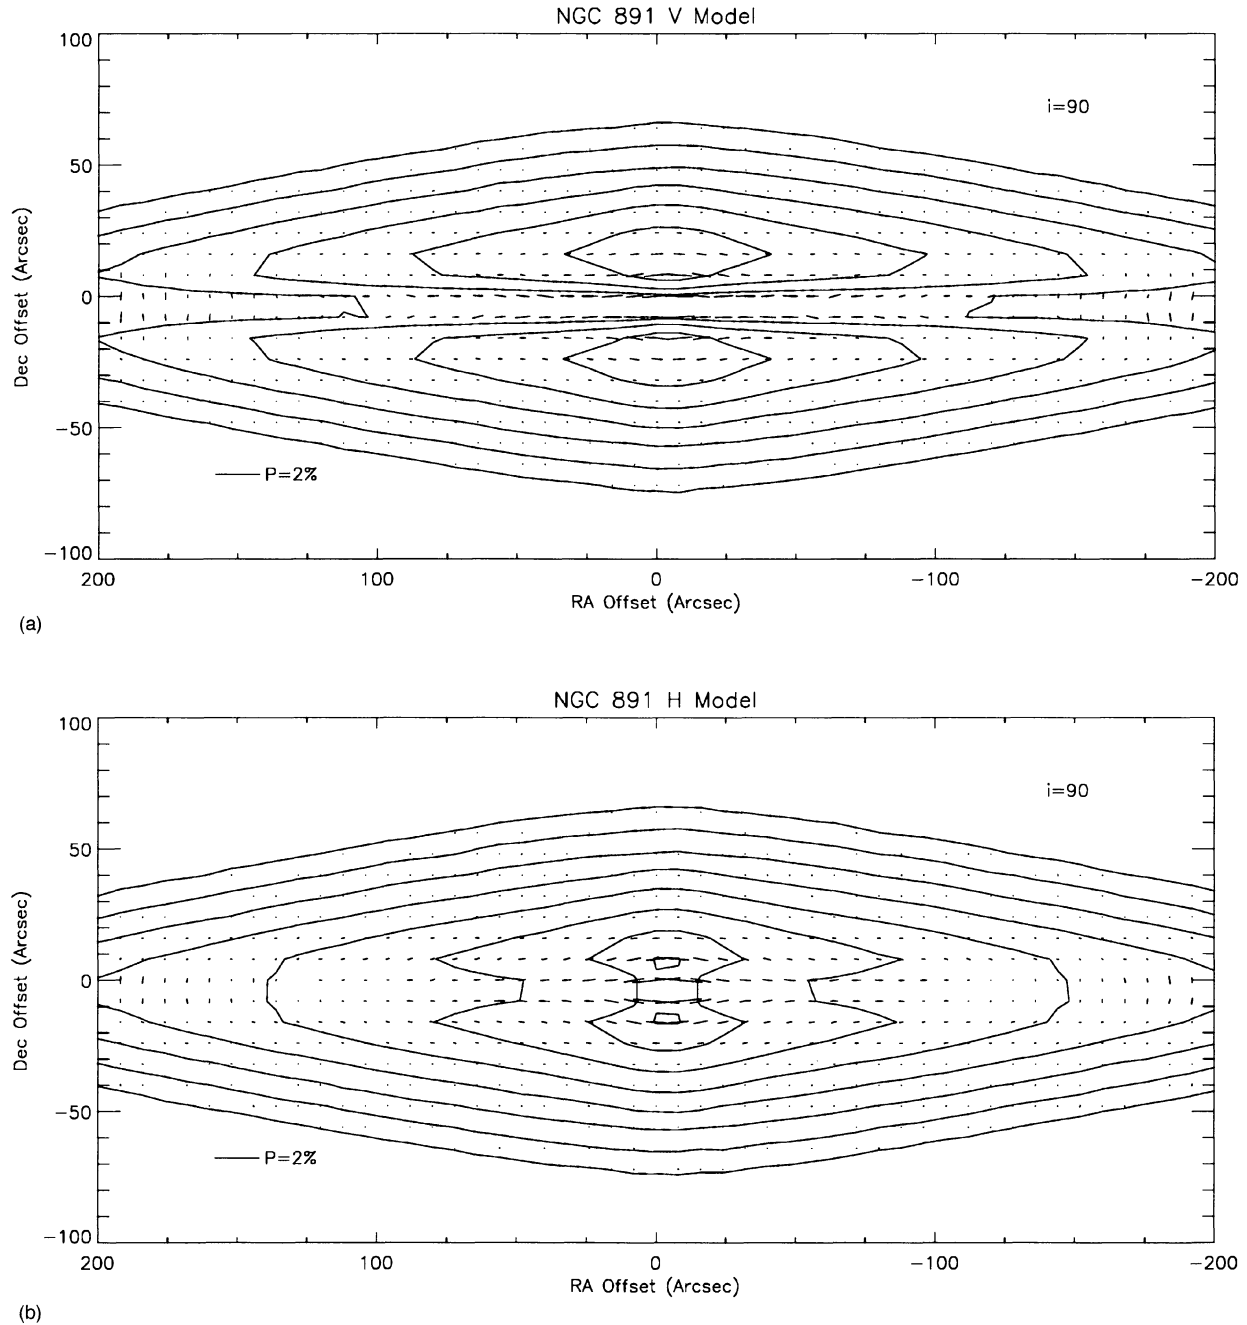 NGC 891 V Model
100
50
0
−50
−100
Dec Offset (Arcsec)
i=90
P=2%
200 100 0 −100 −200
RA Offset (Arcsec)
(a)
NGC 891 H Model
100
50
0
−50
−100
Dec Offset (Arcsec)
i=90
P=2%
200 100 0 −100 −200
RA Offset (Arcsec)
(b)